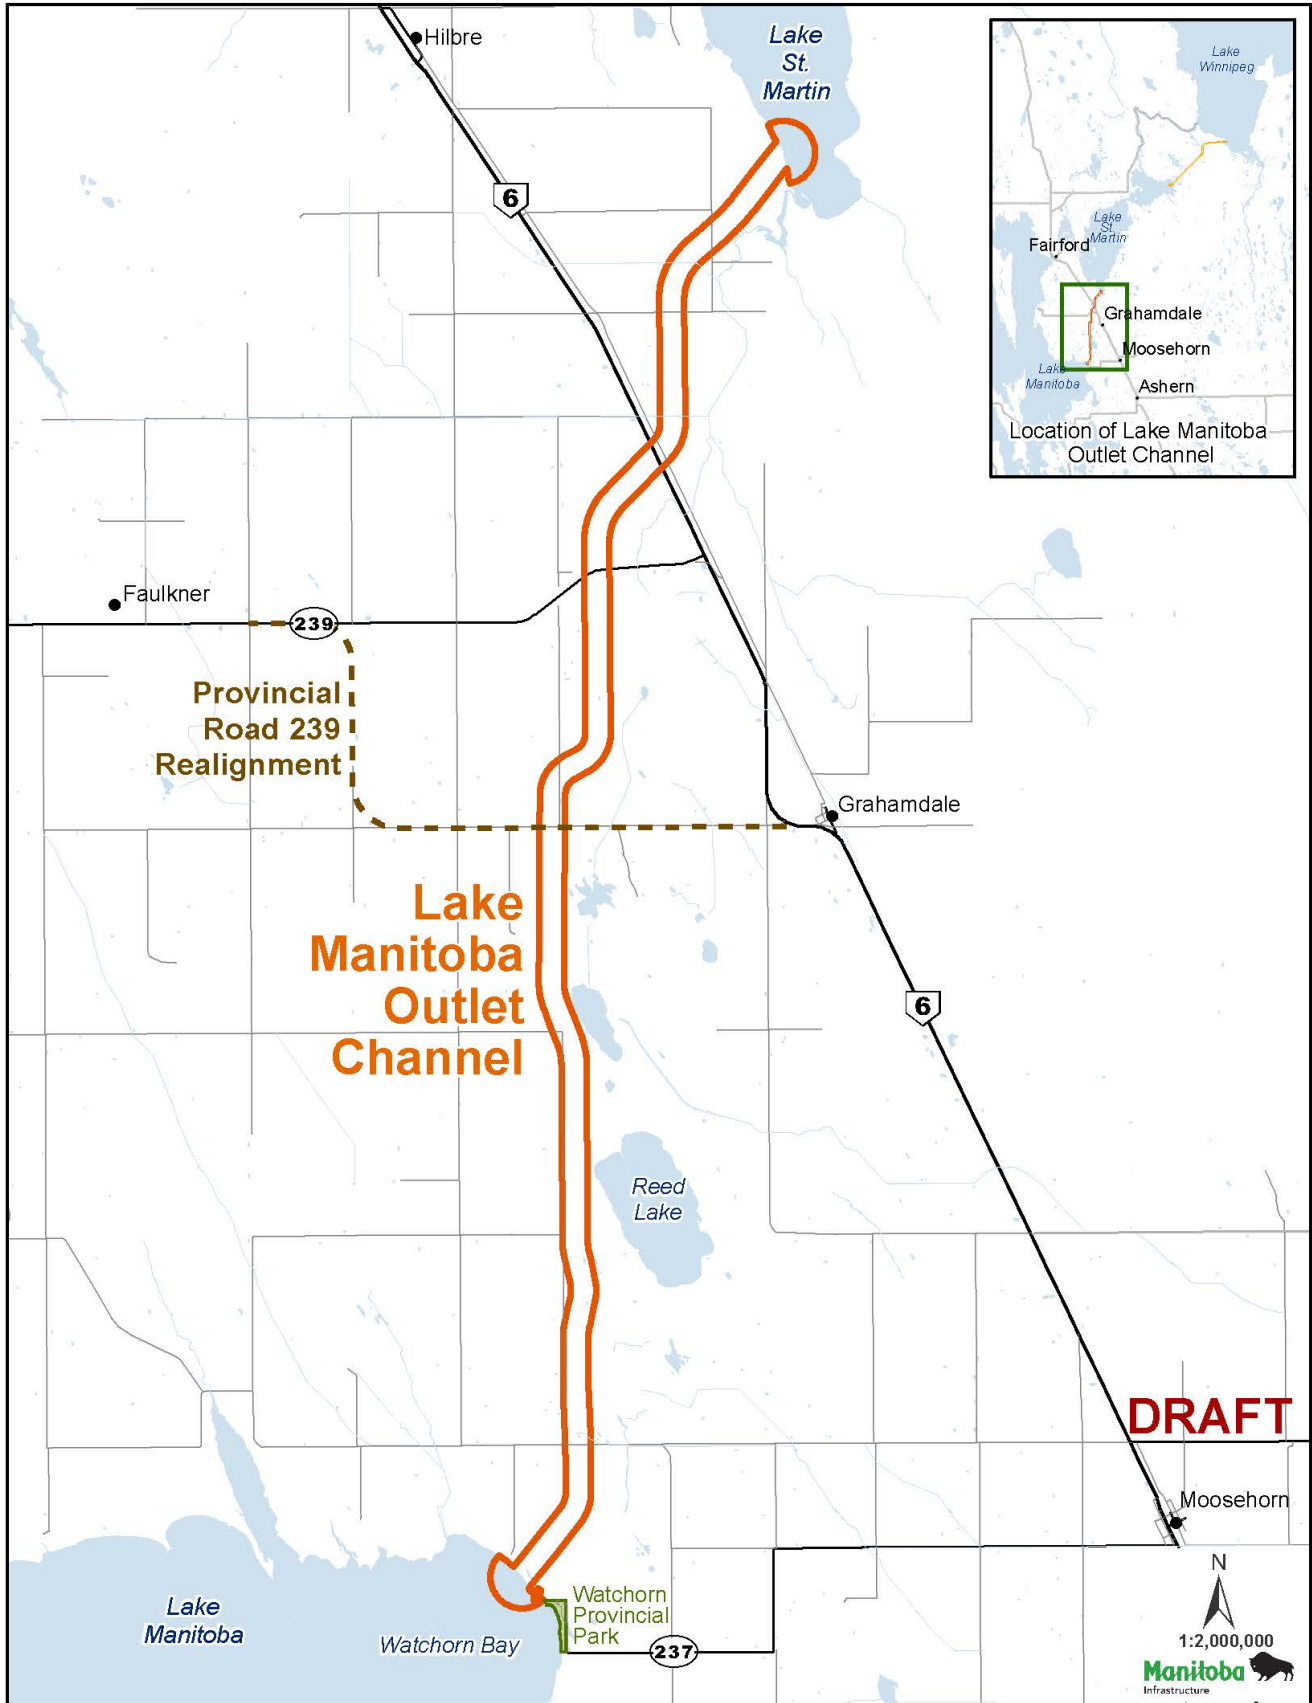 Hilbre
Lake
St.
Martin
6
Lake
Winnipeg
Lake
St.
Martin
Fairford
Grahamdale
Moosehorn
Lake
Manitoba
Ashern
Location of Lake Manitoba
Outlet Channel
Faulkner
239
Provincial
Road 239
Realignment
Grahamdale
Lake
Manitoba
Outlet
Channel
6
Reed
Lake
DRAFT
Moosehorn
Lake
Manitoba
Watchorn Bay
Watchorn
Provincial
Park
237
N
1:2,000,000
Manitoba
Infrastructure